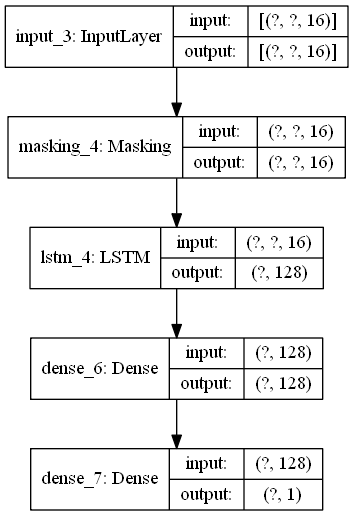 input_3: InputLayer input: [(?, ?, 16)]
output: [(?, ?, 16)]
masking_4: Masking input: (?, ?, 16)
output: (?, ?, 16)
lstm_4: LSTM input: (?, ?, 16)
output: (?, 128)
dense_6: Dense input: (?, 128)
output: (?, 128)
dense_7: Dense input: (?, 128)
output: (?, 1)